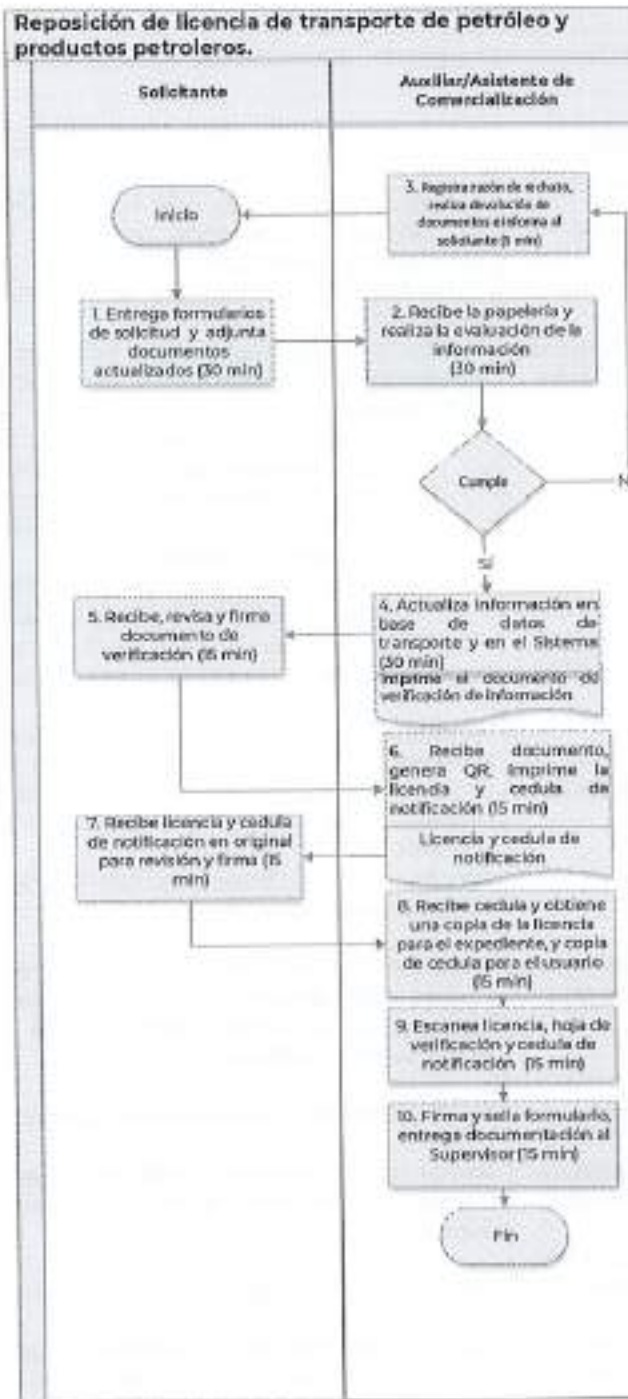 Reposición de licencia de transporte de petróleo y
productos petroleros.
Solicitante
Auxiliar/Asistente de
Comercialización
Inicio
3. Registra razón de rechazo,
realiza devolución de
documentos e informa al
solicitante (5 min)
1. Entrega formularios
de solicitud y adjunta
documentos
actualizados (30 min)
2. Recibe la papelería y
realiza la evaluación de la
información
(30 min)
Cumple
N
Sí
4. Actualiza información en
base de datos de
transporte y en el Sistema
(30 min)
Imprime el documento de
verificación de información
5. Recibe, revisa y firma
documento de
verificación (15 min)
6. Recibe documento,
genera QR, imprime la
licencia y cedula de
notificación (15 min)
Licencia y cedula de
notificación
7. Recibe licencia y cedula
de notificación en original
para revisión y firma (15
min)
8. Recibe cedula y obtiene
una copia de la licencia
para el expediente, y copia
de cedula para el usuario
(15 min)
9. Escanea licencia, hoja de
verificación y cedula de
notificación (15 min)
10. Firma y sella formulario,
entrega documentación al
Supervisor (15 min)
Fin